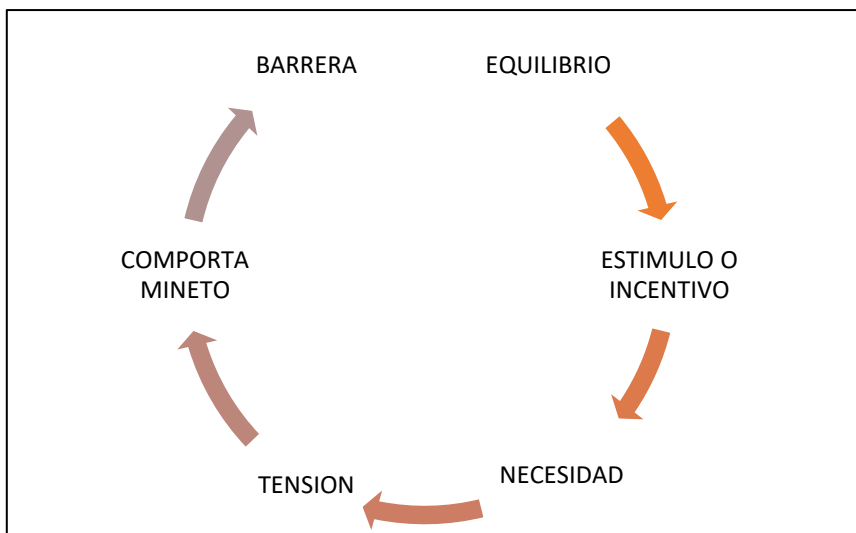 BARRERA
EQUILIBRIO
ESTIMULO O
INCENTIVO
NECESIDAD
TENSION
COMPORTA
MINETO